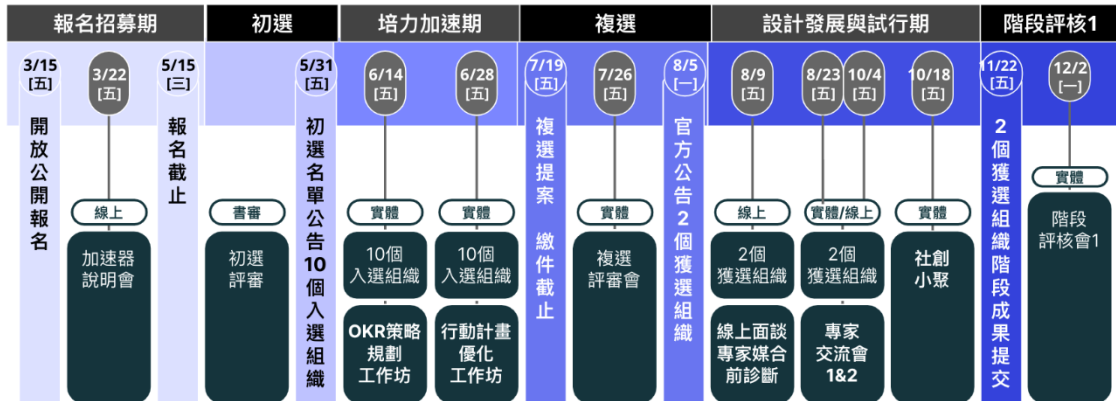 報名招募期
初選
培力加速期
複選
設計發展與試行期
階段評核1
3/15
[五]
開放公開報名
3/22
[五]
線上
加速器
說明會
5/15
[三]
報名截止
書審
初選
評審
5/31
[五]
初選名單公告10個入選組織
6/14
[五]
實體
10個
入選組織
OKR策略
規劃
工作坊
6/28
[五]
實體
10個
入選組織
行動計畫
優化
工作坊
7/19
[五]
複選提案 繳件截止
7/26
[五]
實體
複選
評審會
8/5
[一]
官方公告2個獲選組織
8/9
[五]
線上
2個
獲選組織
線上面談
專家媒合
前診斷
8/23
[五]
10/4
[五]
實體/線上
2個
獲選組織
專家
交流會
1&2
10/18
[五]
實體
社創
小聚
11/22
[五]
2個獲選組織階段成果提交
12/2
[一]
實體
階段
評核會1